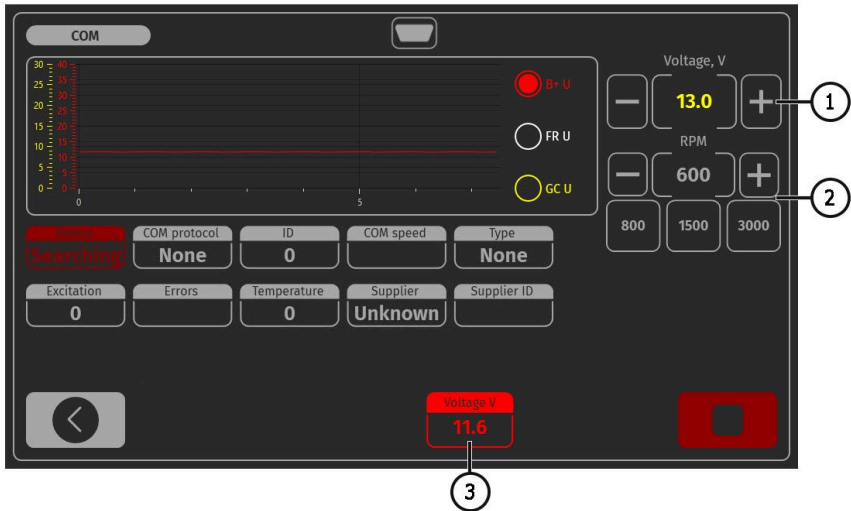 COM
Voltage, V
30 40
25 35
30
20 25
15 20
10 15
10
5 5
0 0
0 5
B+ U
FR U
GC U
13.0
1
RPM
600
2
800 1500 3000
COM protocol ID COM speed Type
Searching None 0 None
Excitation Errors Temperature Supplier Supplier ID
0 0 Unknown
Voltage V
11.6
3